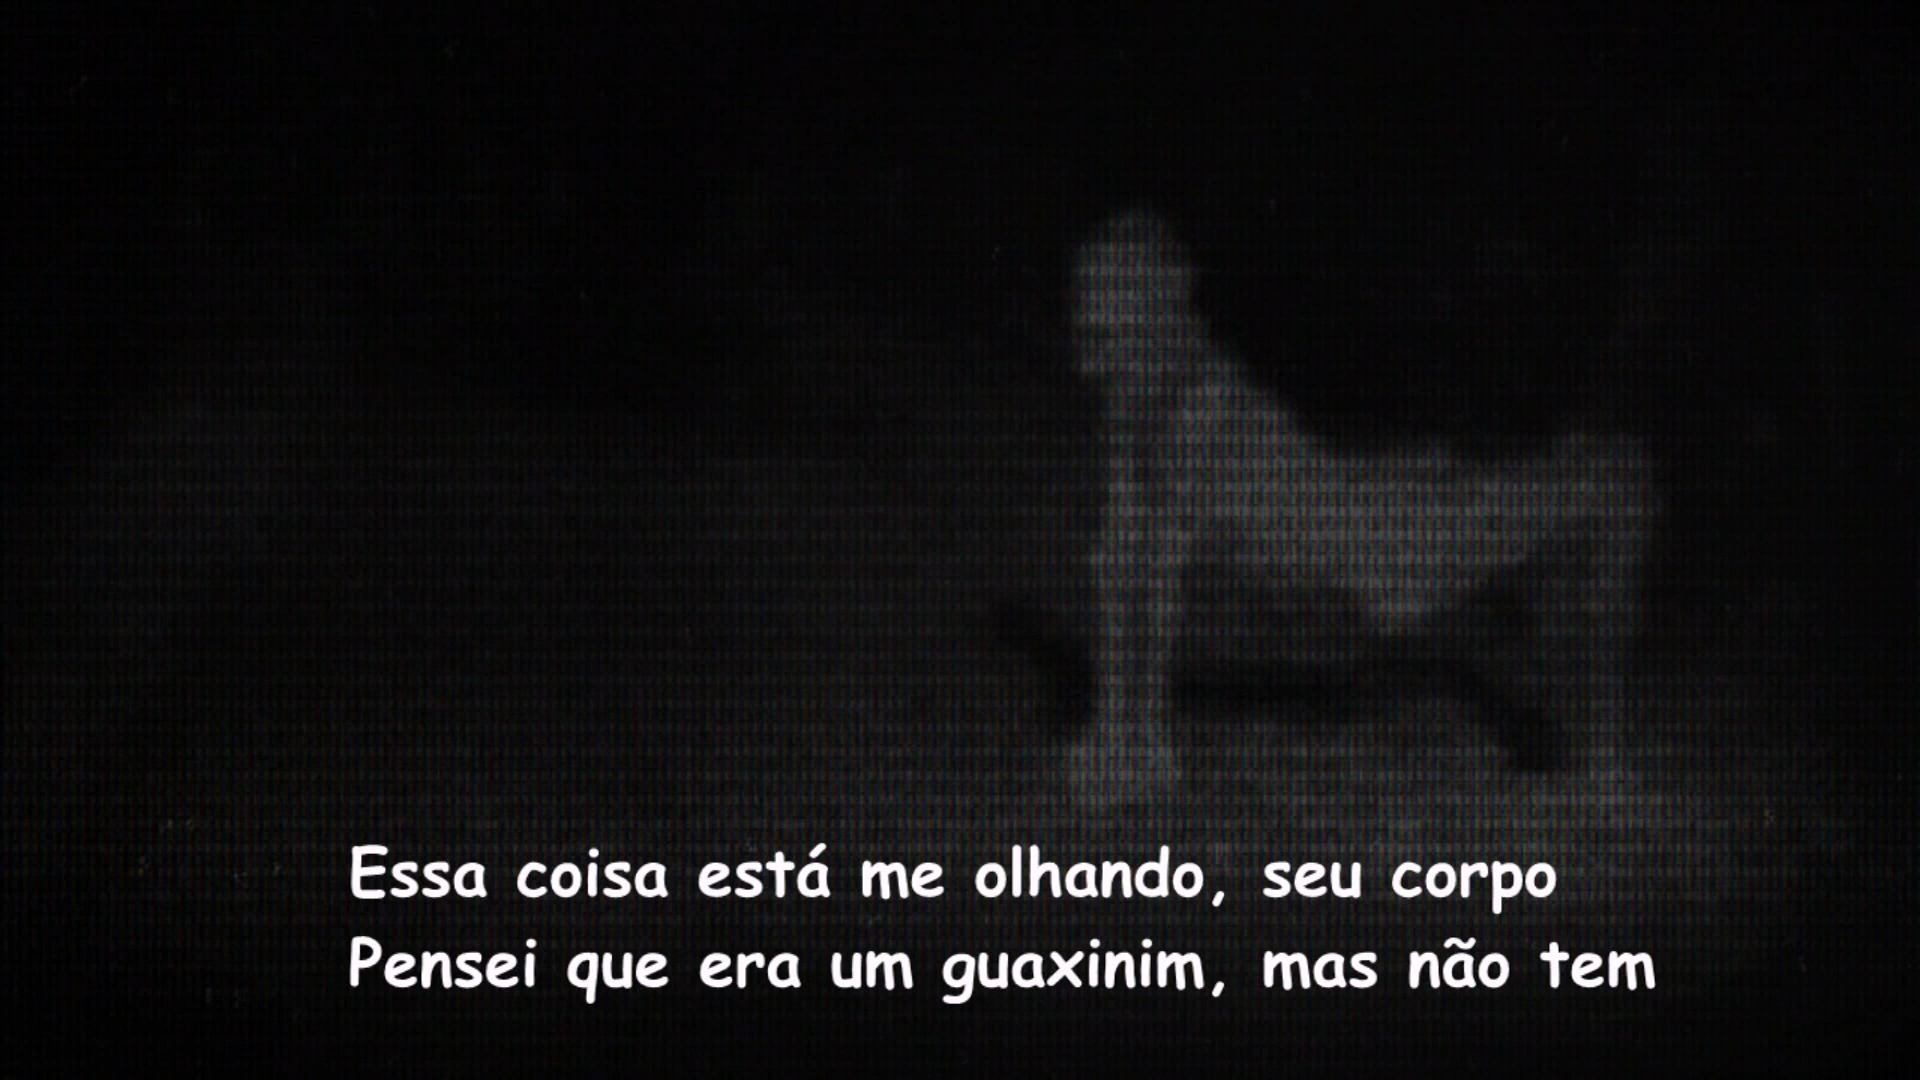 Essa coisa está me olhando, seu corpo
Pensei que era um guaxinim, mas não tem